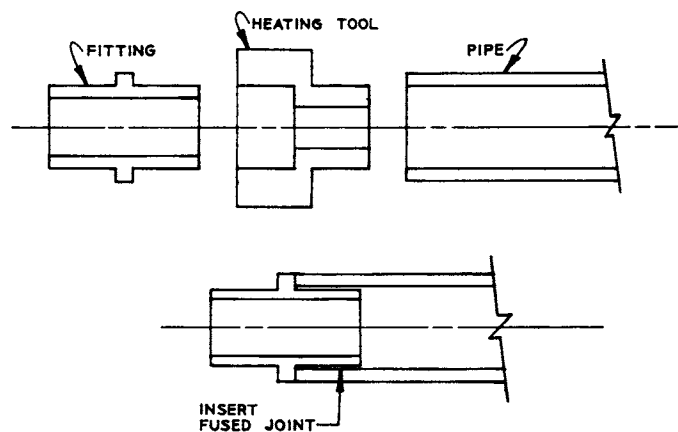 HEATING TOOL
FITTING
PIPE
INSERT
FUSED JOINT